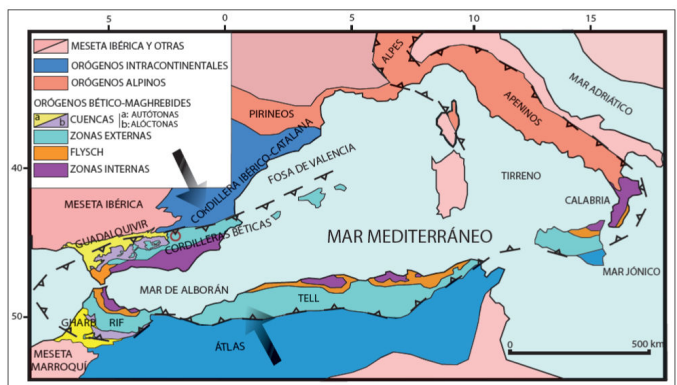 5
0
5
10
15
MESETA IBÉRICA Y OTRAS
ORÓGENOS INTRACONTINENTALES
ORÓGENOS ALPINOS
ORÓGENOS BÉTICO-MAGHREBIDES
a
b
CUENCAS
a: AUTÓTONAS
b: ALÓCTONAS
ZONAS EXTERNAS
FLYSCH
ZONAS INTERNAS
ALPES
PIRINEOS
APENINOS
MAR ADRIATICO
CORDILLERA IBÉRICO-CATALANA
FOSA DE VALENCIA
40
TIRRENO
MESETA IBÉRICA
CALABRIA
GUADALQUIVIR
CORDILLERAS BÉTICAS
MAR MEDITERRÁNEO
MAR JÓNICO
MAR DE ALBORÁN
TELL
50
GHARB
RIF
ÁTLAS
MESETA
MARROQUÍ
0
500 km